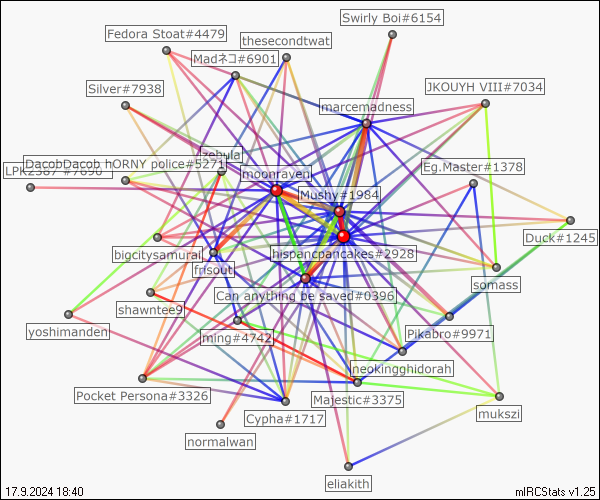 Swirly Boi#6154
Fedora Stoat#4479
thesecondtwat
Madネコ#6901
JKOUYH VIII#7034
Silver#7938
marcemadness
zebula
DacobDacob hORNY police#5271
LPK2587 #7690
Eg.Master#1378
moonraven
Mushy#1984
Duck#1245
bigcitysamurai
hispancpancakes#2928
frisout
somass
Can anything be saved#0396
shawntee9
yoshimanden
ming#4742
Pikabro#9971
neokingghidorah
Pocket Persona#3326
Majestic#3375
Cypha#1717
mukszi
normalwan
eliakith
17.9.2024 18:40
mIRCStats v1.25